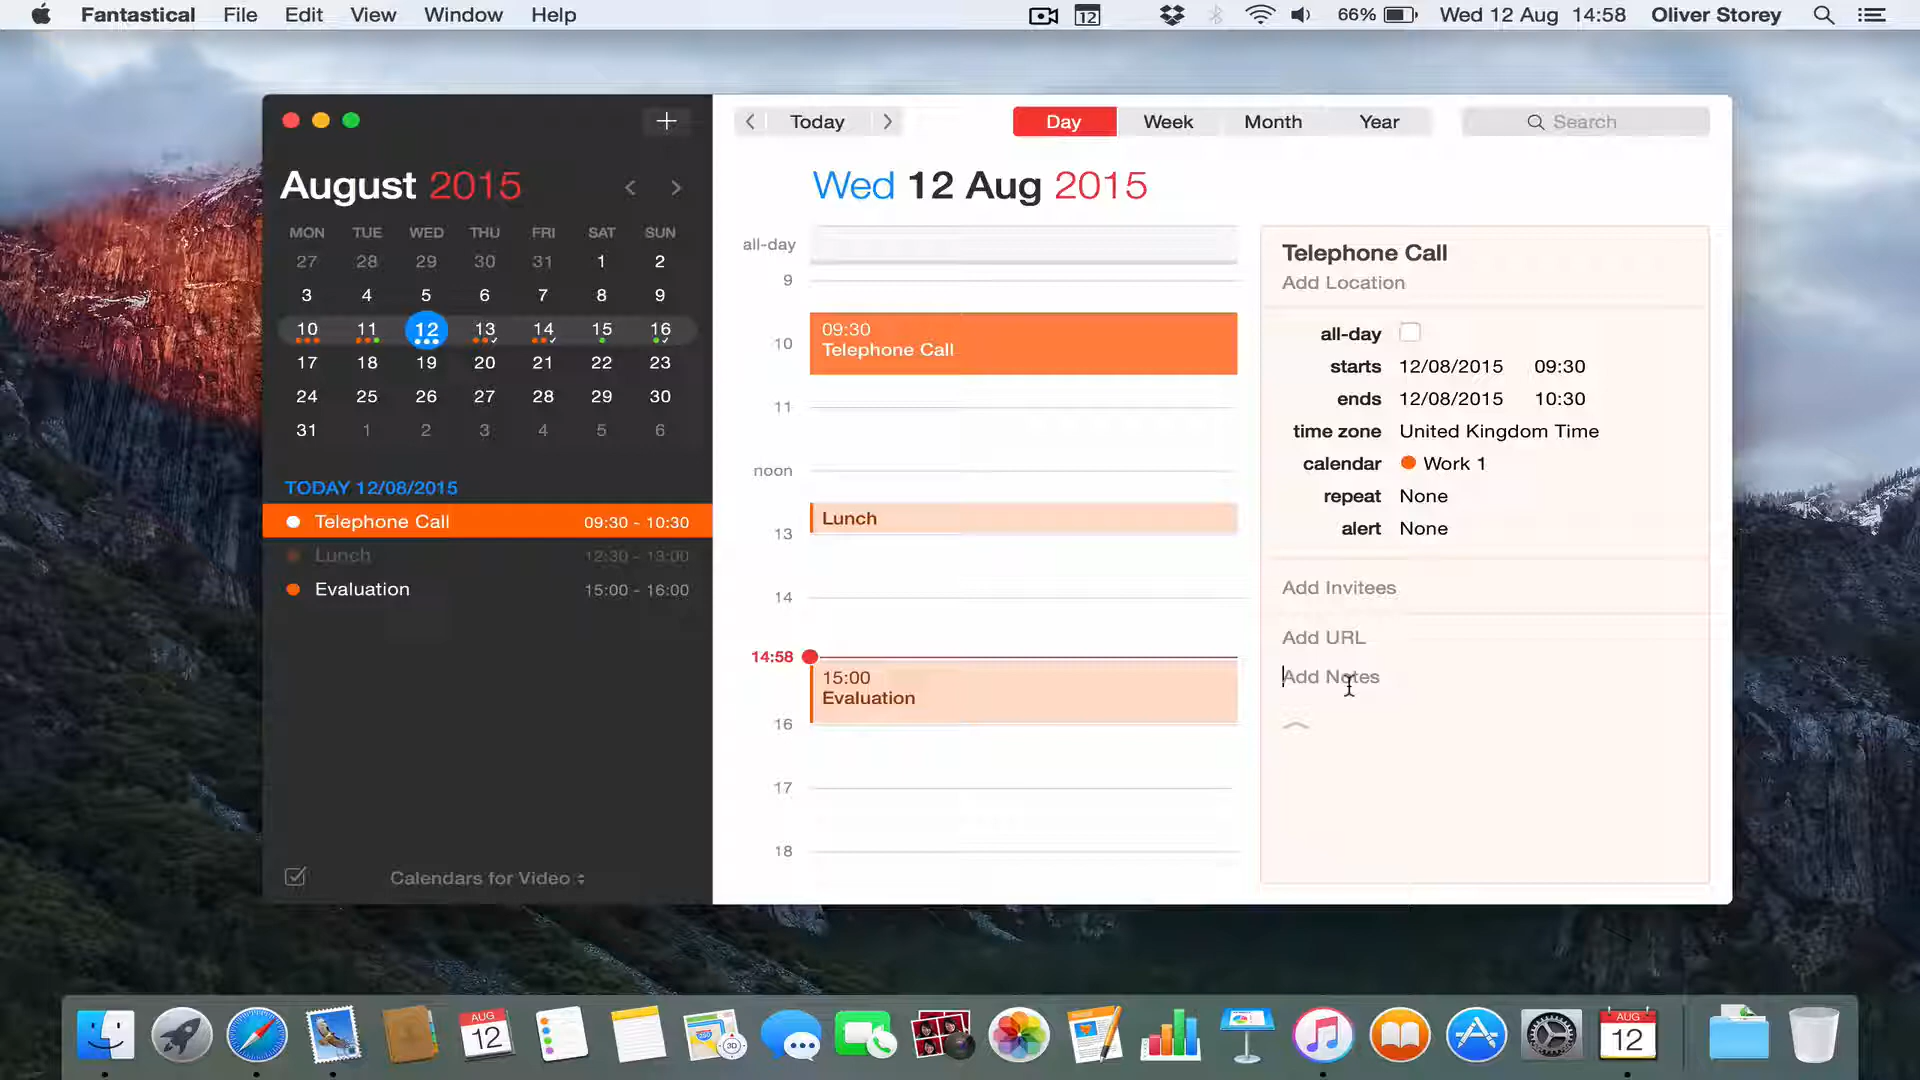 Fantastical File Edit View Window Help
12 66% Wed 12 Aug 14:58 Oliver Storey
August 2015
MON TUE WED THU FRI SAT SUN
27 28 29 30 31 1 2
3 4 5 6 7 8 9
10 11 12 13 14 15 16
17 18 19 20 21 22 23
24 25 26 27 28 29 30
31 1 2 3 4 5 6
TODAY 12/08/2015
Telephone Call 09:30 - 10:30
Lunch 12:30 - 13:00
Evaluation 15:00 - 16:00
Calendars for Video
Today
Day Week Month Year
Search
Wed 12 Aug 2015
all-day
9
09:30
Telephone Call
10
11
noon
Lunch
13
14
14:58
15:00
Evaluation
16
17
18
Telephone Call
Add Location
all-day
starts 12/08/2015 09:30
ends 12/08/2015 10:30
time zone United Kingdom Time
calendar Work 1
repeat None
alert None
Add Invitees
Add URL
Add Notes
AUG
12
3D
AUG
12